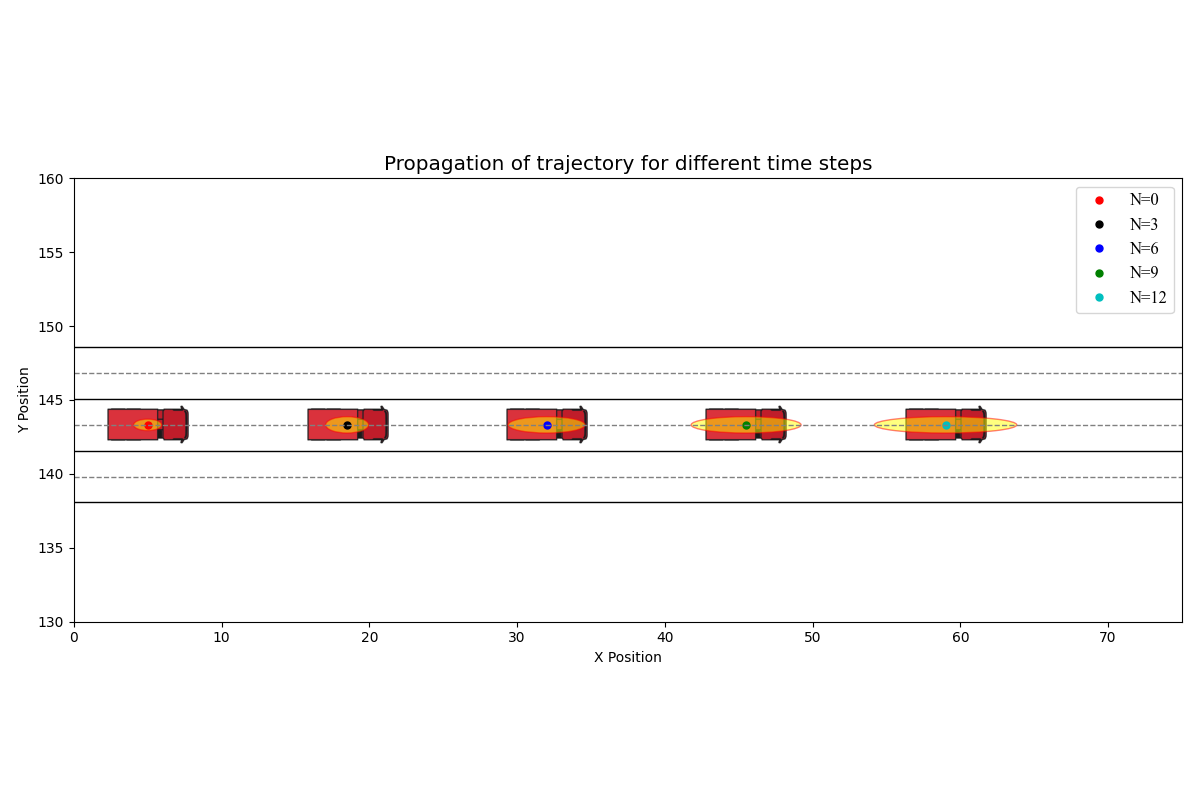 Propagation of trajectory for different time steps
160
155
150
145
140
135
130
Y Position
N=0
N=3
N=6
N=9
N=12
0 10 20 30 40 50 60 70
X Position